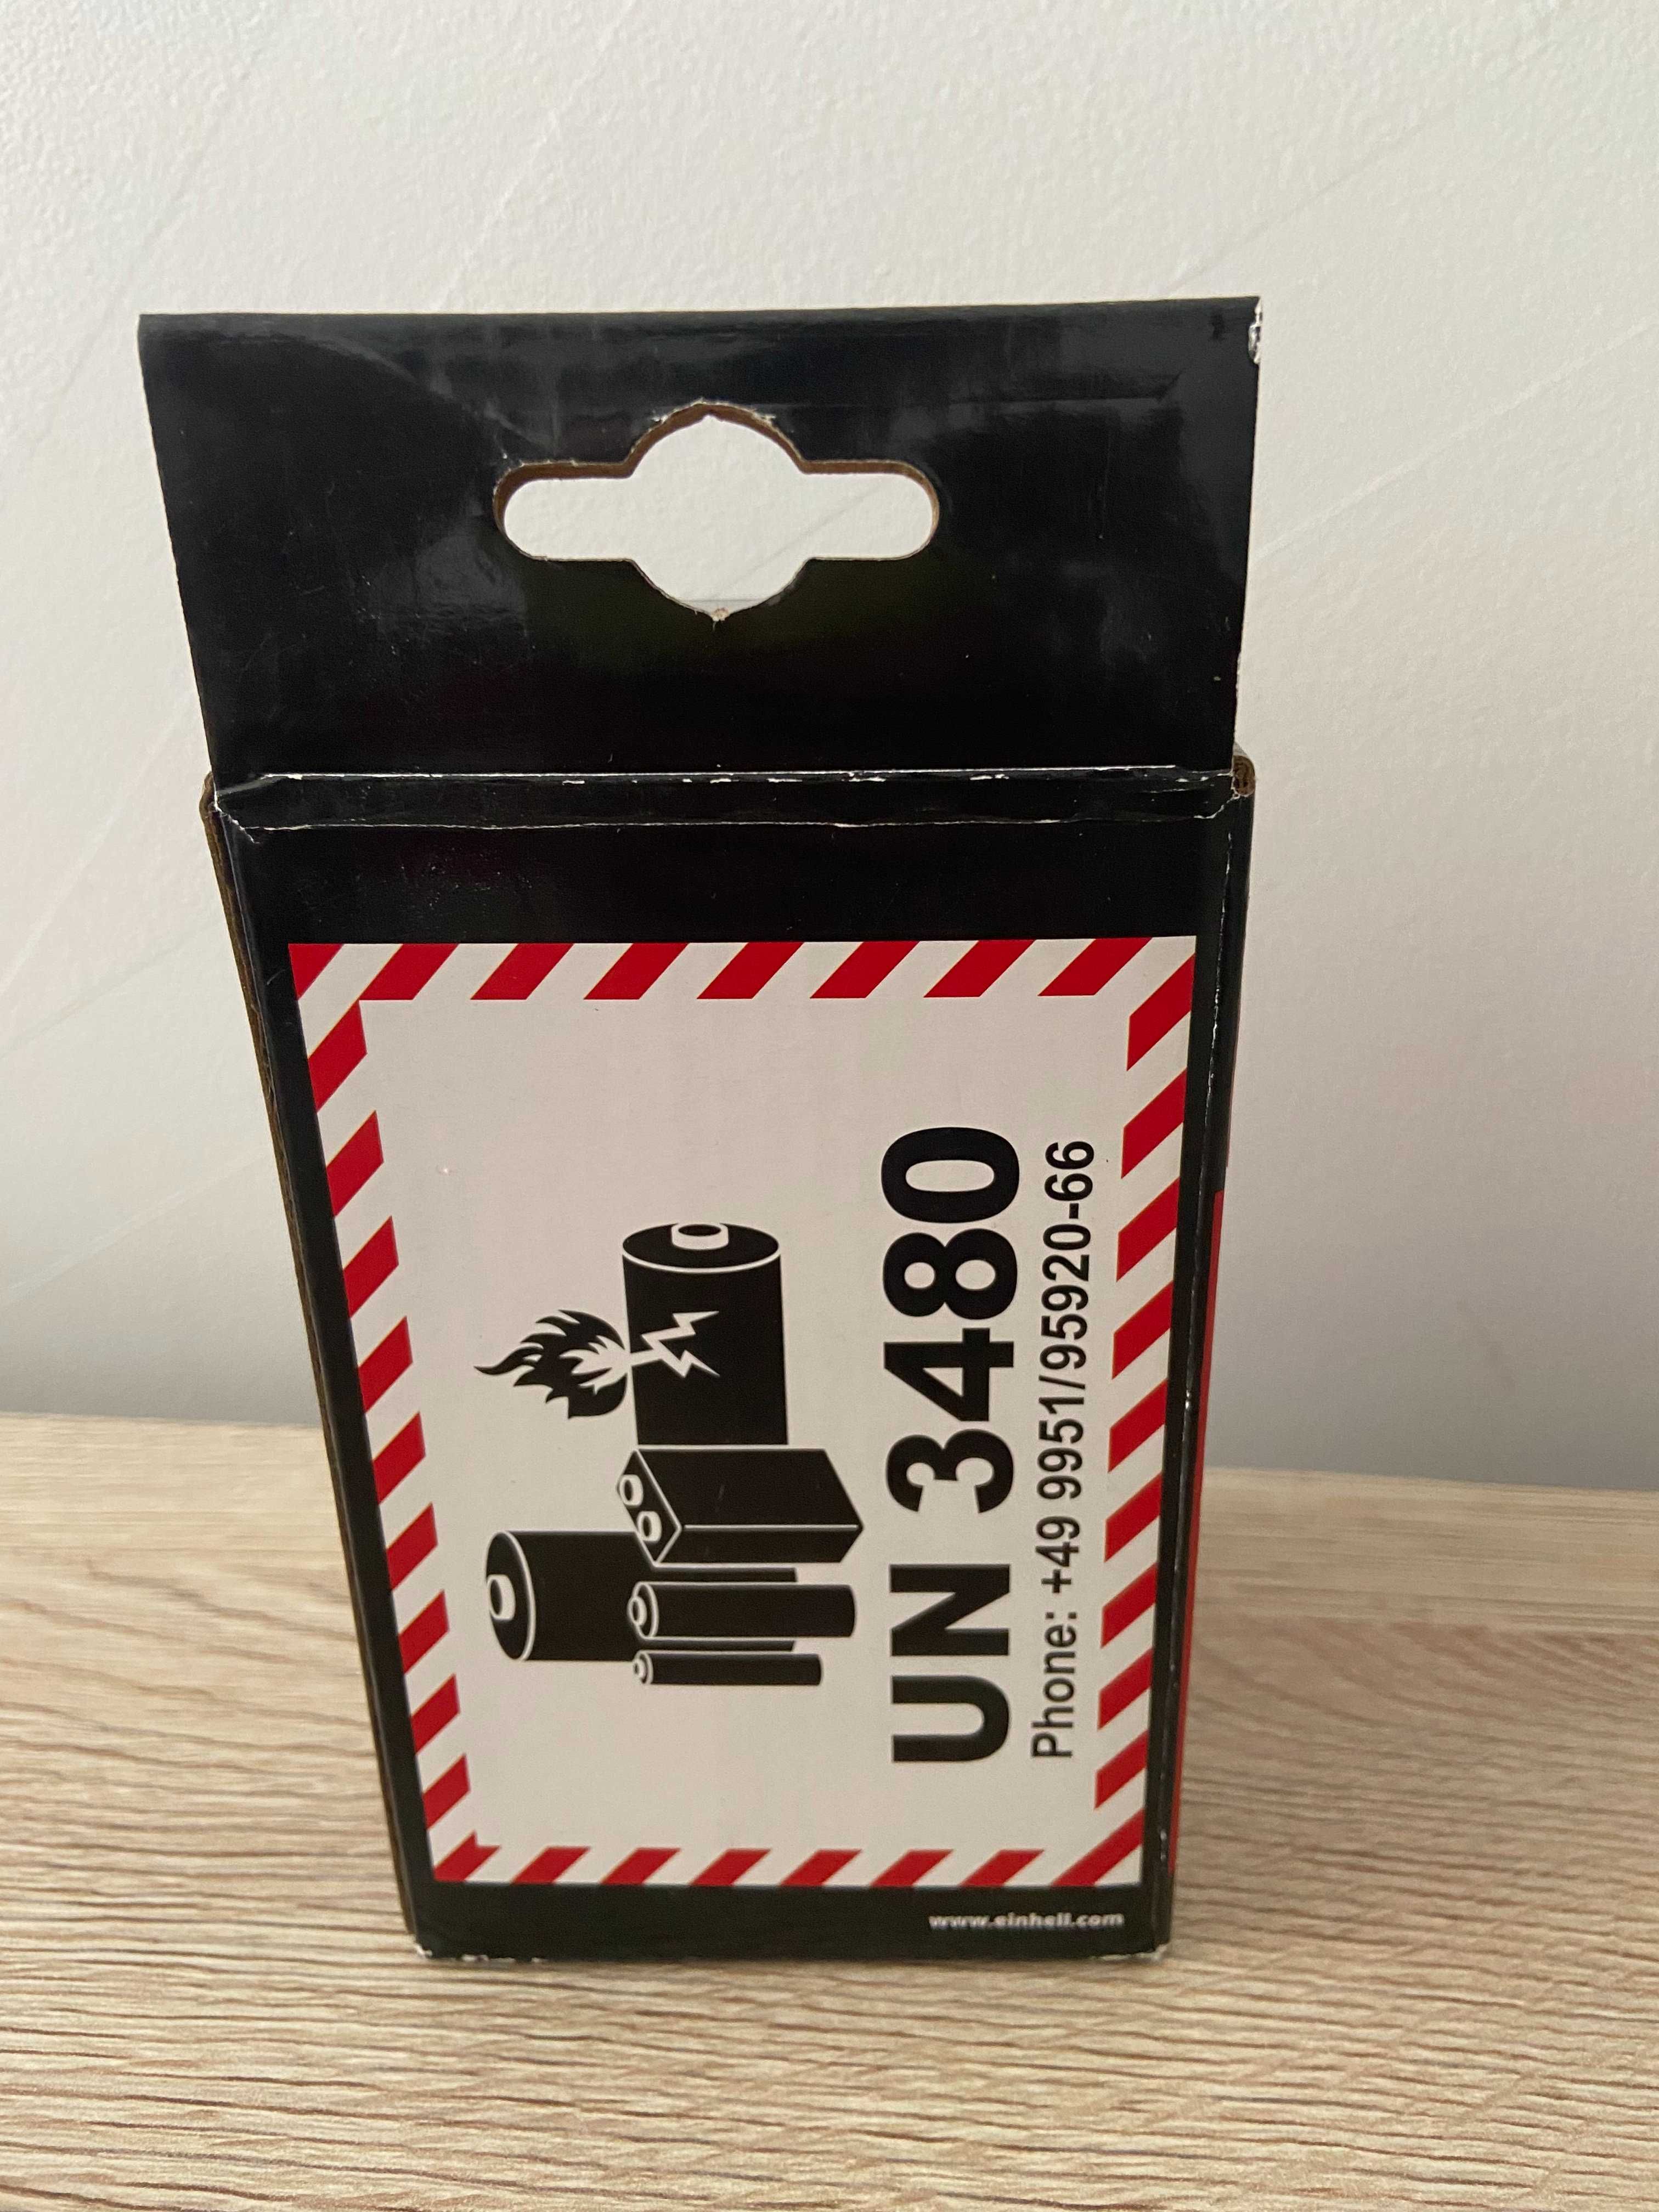 UN 3480
Phone: +49 9951/95920-66
www.einhell.com